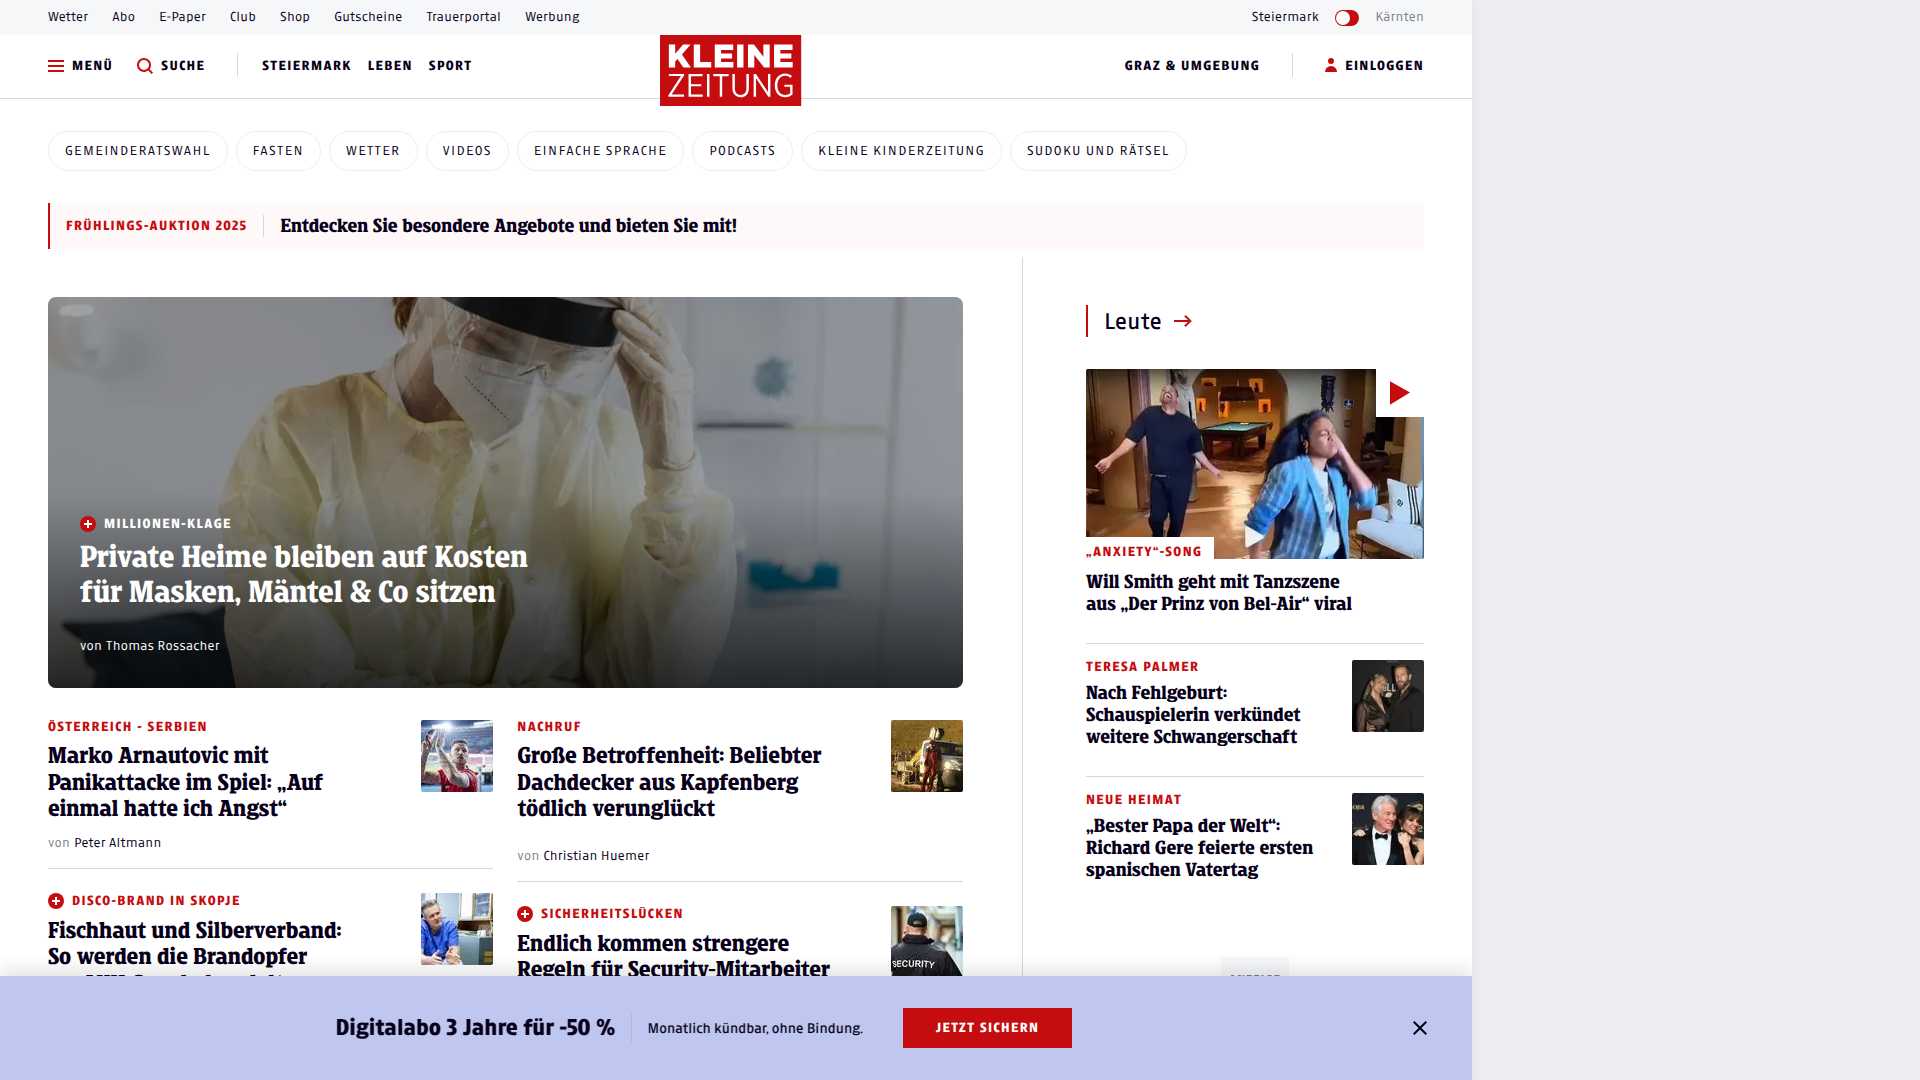 Wetter Abo E-Paper Club Shop Gutscheine Trauerportal Werbung Steiermark Kärnten
MENÜ SUCHE STEIERMARK LEBEN SPORT KLEINE ZEITUNG GRAZ & UMGEBUNG EINLOGGEN
GEMEINDERATSWAHL FASTEN WETTER VIDEOS EINFACHE SPRACHE PODCASTS KLEINE KINDERZEITUNG SUDOKU UND RÄTSEL
FRÜHLINGS-AUKTION 2025 Entdecken Sie besondere Angebote und bieten Sie mit!
MILLIONEN-KLAGE
Private Heime bleiben auf Kosten
für Masken, Mäntel & Co sitzen
von Thomas Rossacher
ÖSTERREICH - SERBIEN
Marko Arnautovic mit
Panikattacke im Spiel: „Auf
einmal hatte ich Angst“
von Peter Altmann
NACHRUF
Große Betroffenheit: Beliebter
Dachdecker aus Kapfenberg
tödlich verunglückt
von Christian Huemer
DISCO-BRAND IN SKOPJE
Fischhaut und Silberverband:
So werden die Brandopfer
SICHERHEITSLÜCKEN
Endlich kommen strengere
Regeln für Security-Mitarbeiter
SECURITY
Leute
„ANXIETY“-SONG
Will Smith geht mit Tanzszene
aus „Der Prinz von Bel-Air“ viral
TERESA PALMER
Nach Fehlgeburt:
Schauspielerin verkündet
weitere Schwangerschaft
NEUE HEIMAT
„Bester Papa der Welt“:
Richard Gere feierte ersten
spanischen Vatertag
Digitalabo 3 Jahre für -50 % Monatlich kündbar, ohne Bindung. JETZT SICHERN